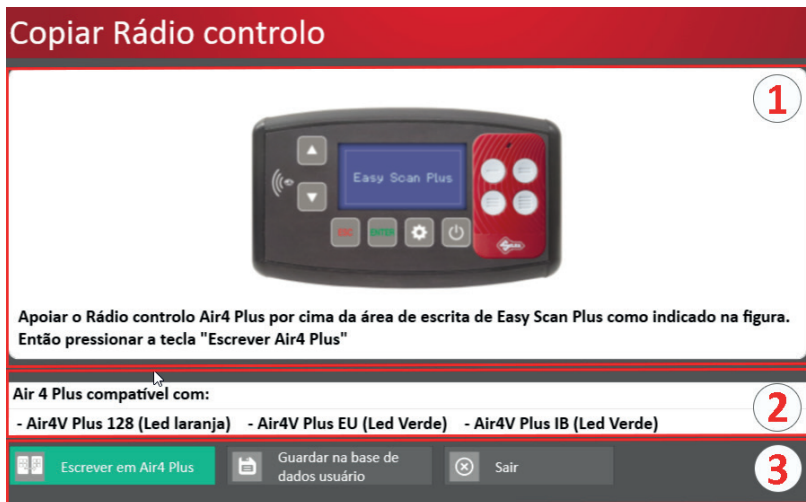 Copiar Rádio controlo
1
Easy Scan Plus
ESC
ENTER
SILCA
Apoiar o Rádio controlo Air4 Plus por cima da área de escrita de Easy Scan Plus como indicado na figura.
Então pressionar a tecla "Escrever Air4 Plus"
Air 4 Plus compatível com:
- Air4V Plus 128 (Led laranja) - Air4V Plus EU (Led Verde) - Air4V Plus IB (Led Verde)
2
Escrever em Air4 Plus
Guardar na base de
dados usuário
Sair
3